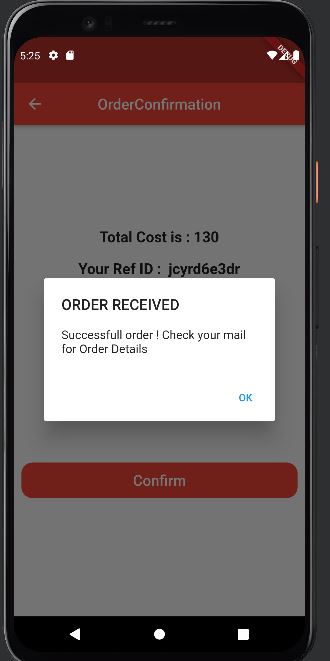 5:25
DEBUG
OrderConfirmation
Total Cost is : 130
Your Ref ID : jcyrd6e3dr
ORDER RECEIVED
Successfull order ! Check your mail
for Order Details
OK
Confirm